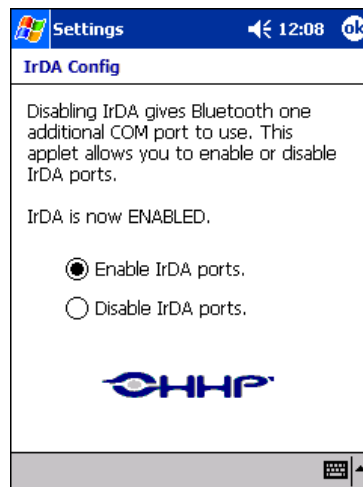 Settings 12:08 ok
IrDA Config
Disabling IrDA gives Bluetooth one
additional COM port to use. This
applet allows you to enable or disable
IrDA ports.
IrDA is now ENABLED.
Enable IrDA ports.
Disable IrDA ports.
HHP